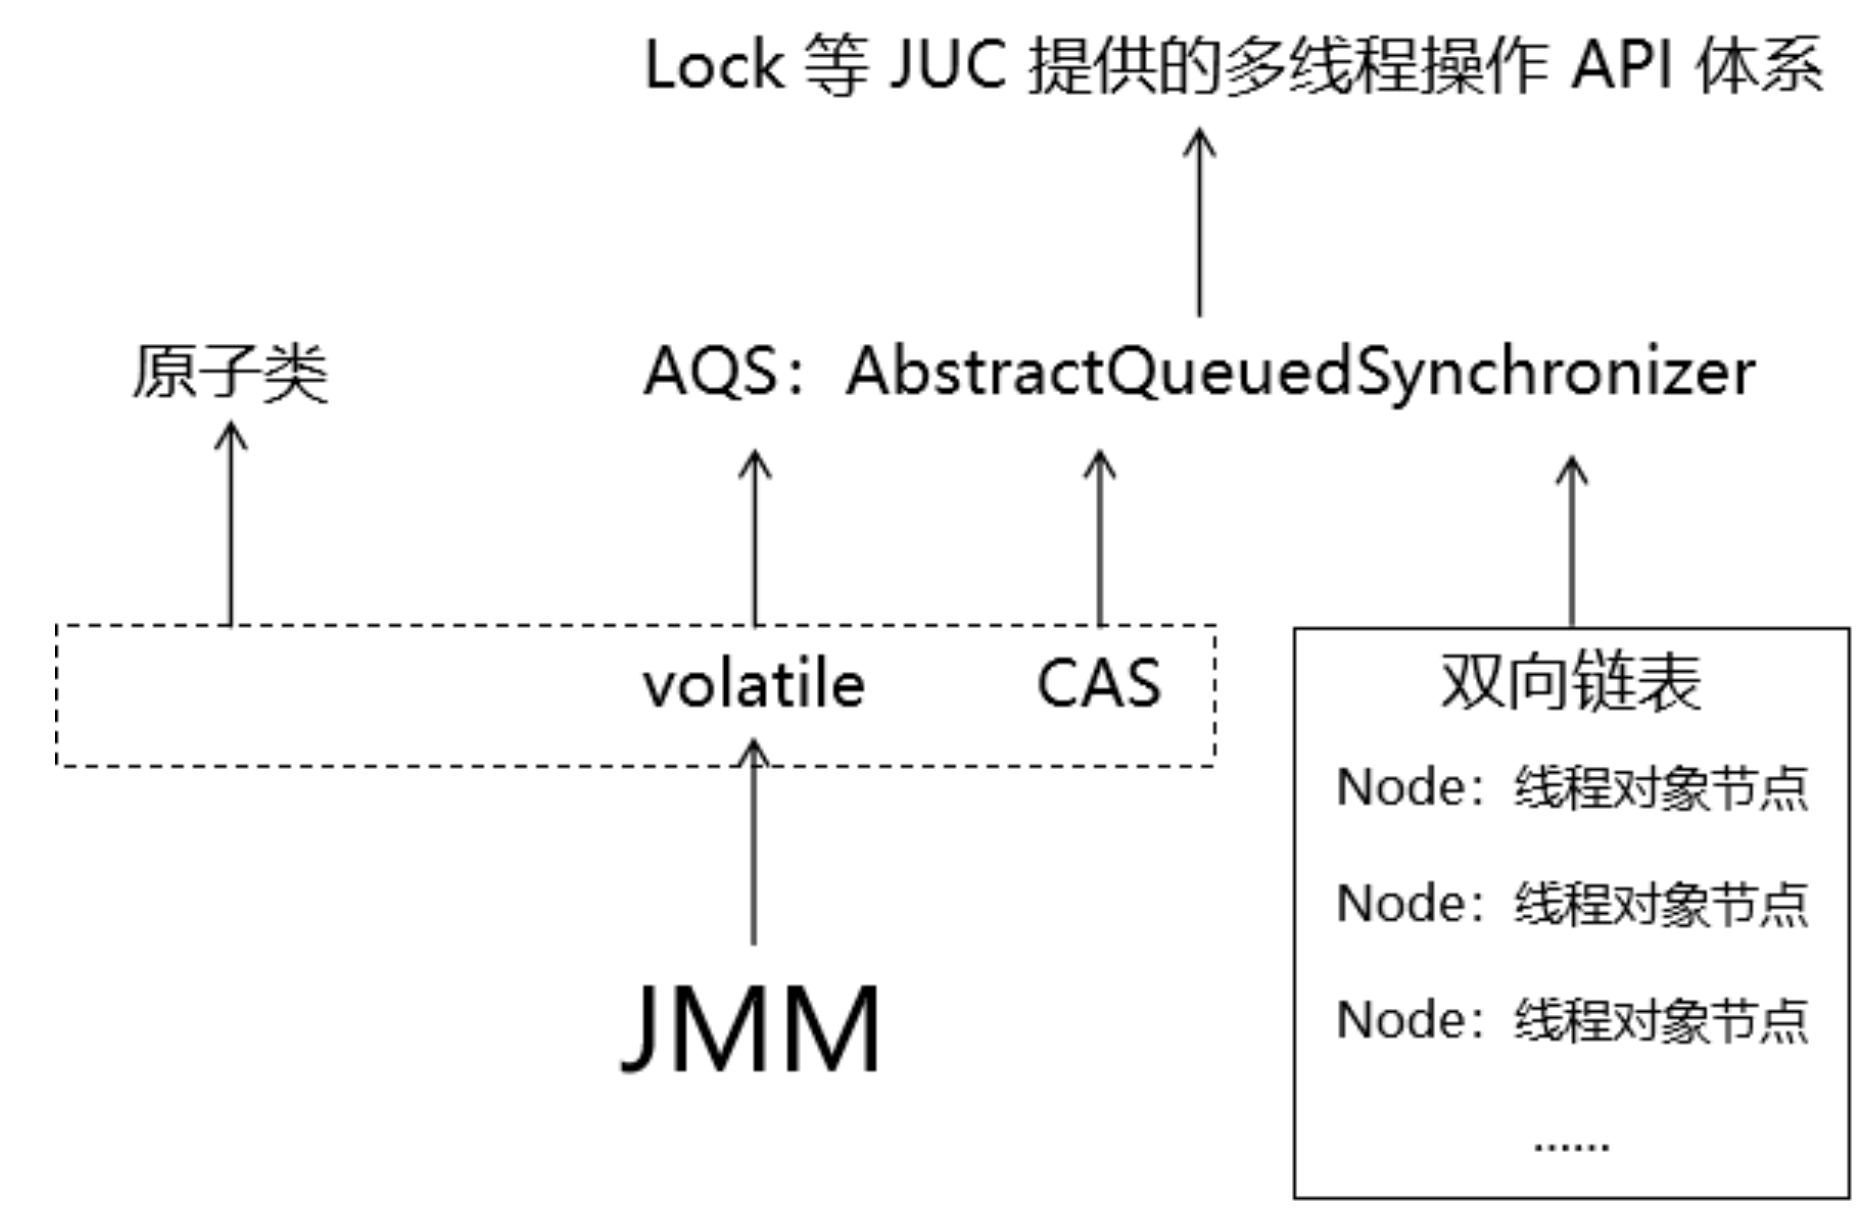 Lock 等 JUC 提供的多线程操作 API 体系
原子类
AQS：AbstractQueuedSynchronizer
volatile
CAS
双向链表
Node：线程对象节点
Node：线程对象节点
Node：线程对象节点
……
JMM